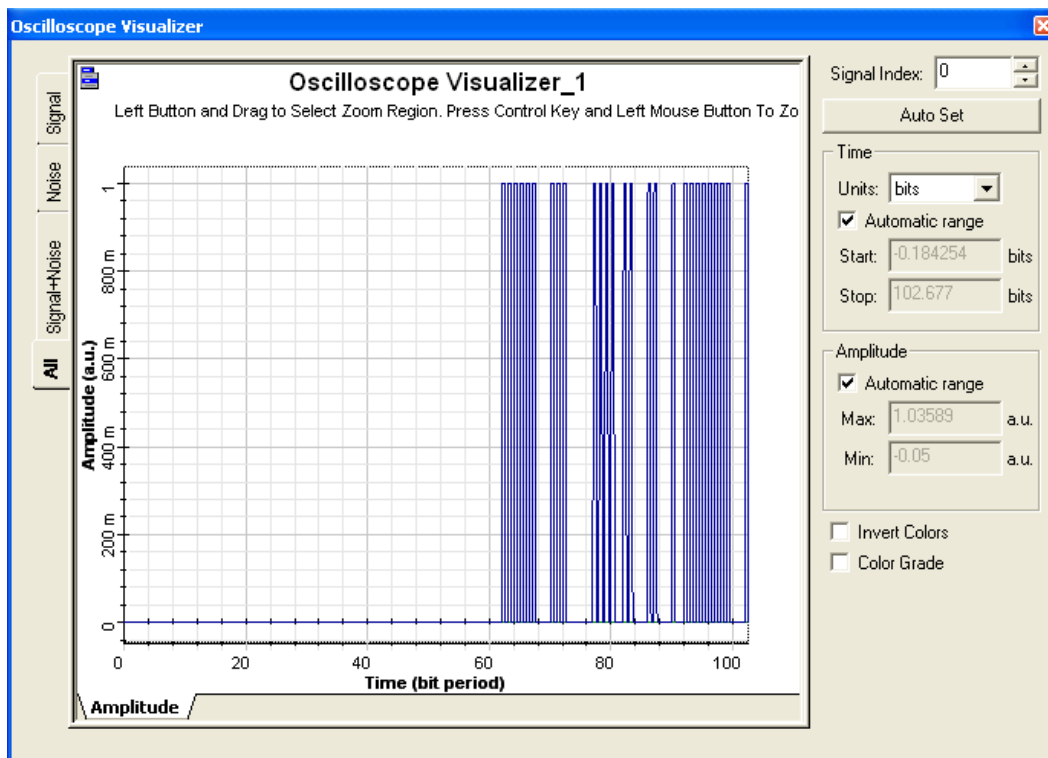 Oscilloscope Visualizer
Signal
Noise
Signal+Noise
All
Oscilloscope Visualizer_1
Left Button and Drag to Select Zoom Region. Press Control Key and Left Mouse Button To Zo
Amplitude (a.u.)
1
800 m
600 m
400 m
200 m
0
0 20 40 60 80 100
Time (bit period)
Amplitude
Signal Index: 0
Auto Set
Time
Units: bits
Automatic range
Start: -0.184254 bits
Stop: 102.677 bits
Amplitude
Automatic range
Max: 1.03589 a.u.
Min: -0.05 a.u.
Invert Colors
Color Grade